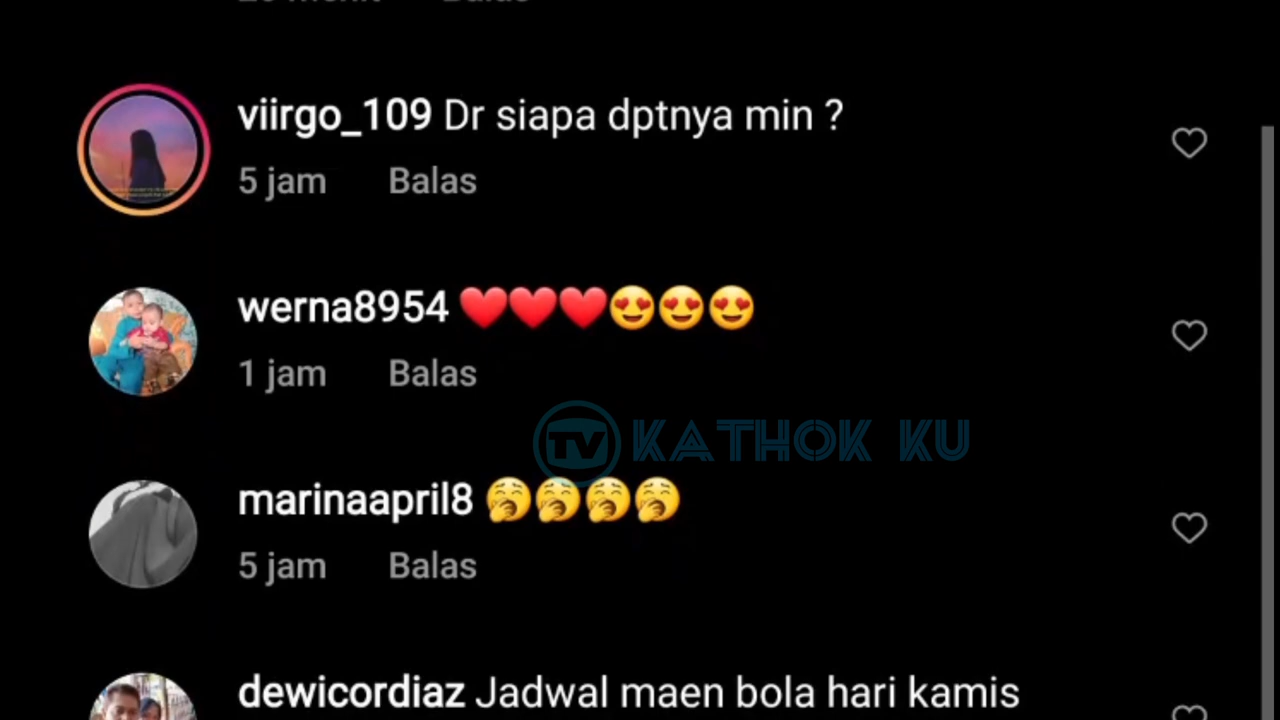 viirgo_109 Dr siapa dptnya min ?
5 jam Balas
werna8954 ❤️❤️❤️😍😍😍
1 jam Balas
TV KATHOK KU
marinaapril8 🥱🥱🥱🥱
5 jam Balas
dewicordiaz Jadwal maen bola hari kamis